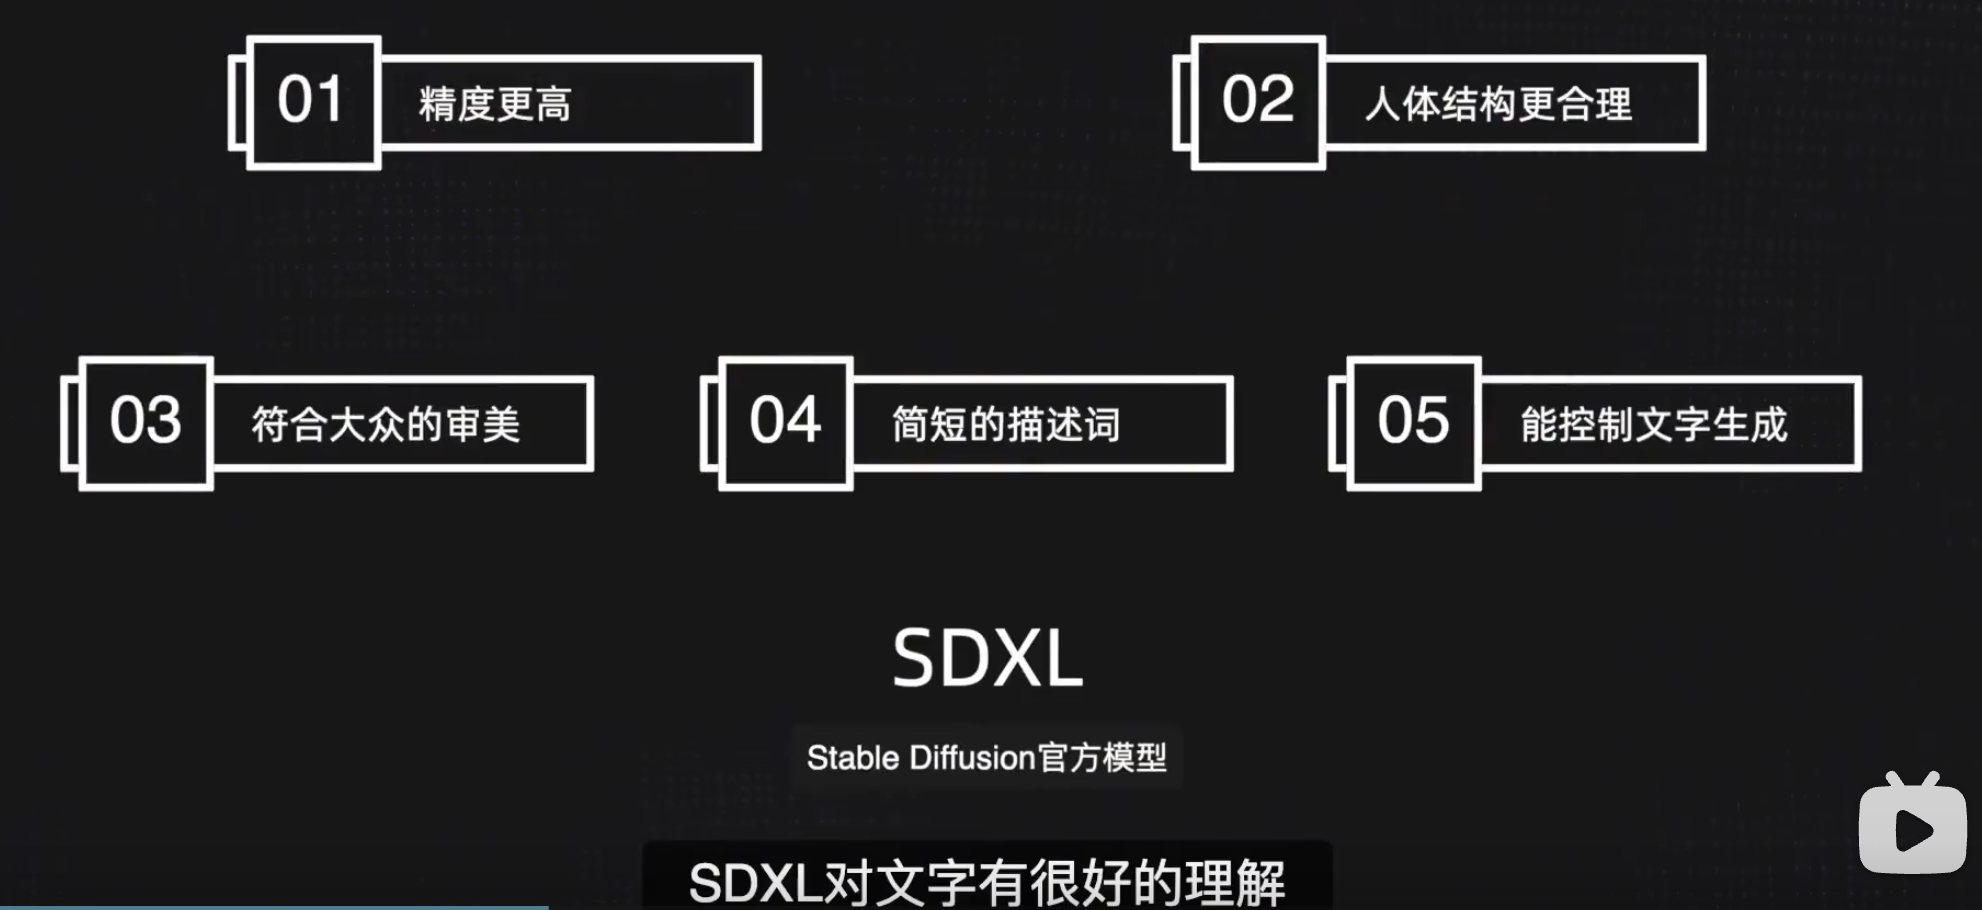 01 精度更高
02 人体结构更合理
03 符合大众的审美
04 简短的描述词
05 能控制文字生成
SDXL
Stable Diffusion官方模型
SDXL对文字有很好的理解